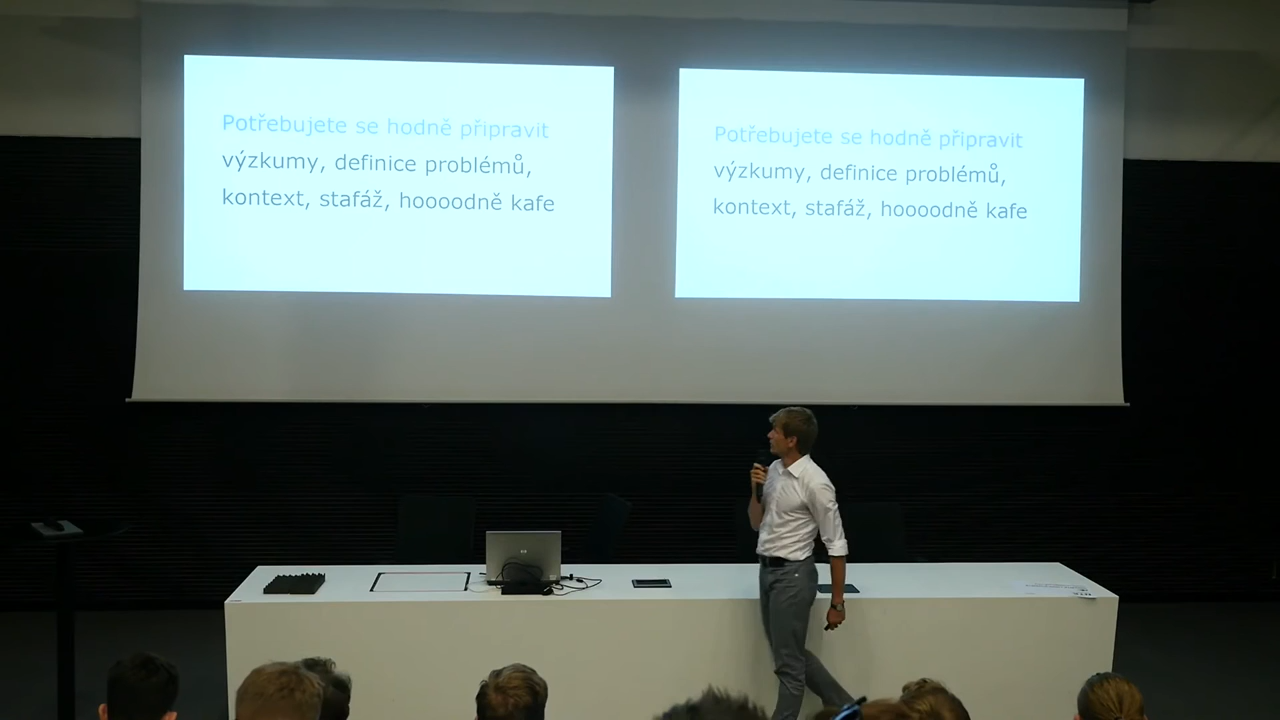 Potřebujete se hodně připravit
výzkumy, definice problémů,
kontext, stafáž, hoooodně kafe
Potřebujete se hodně připravit
výzkumy, definice problémů,
kontext, stafáž, hoooodně kafe